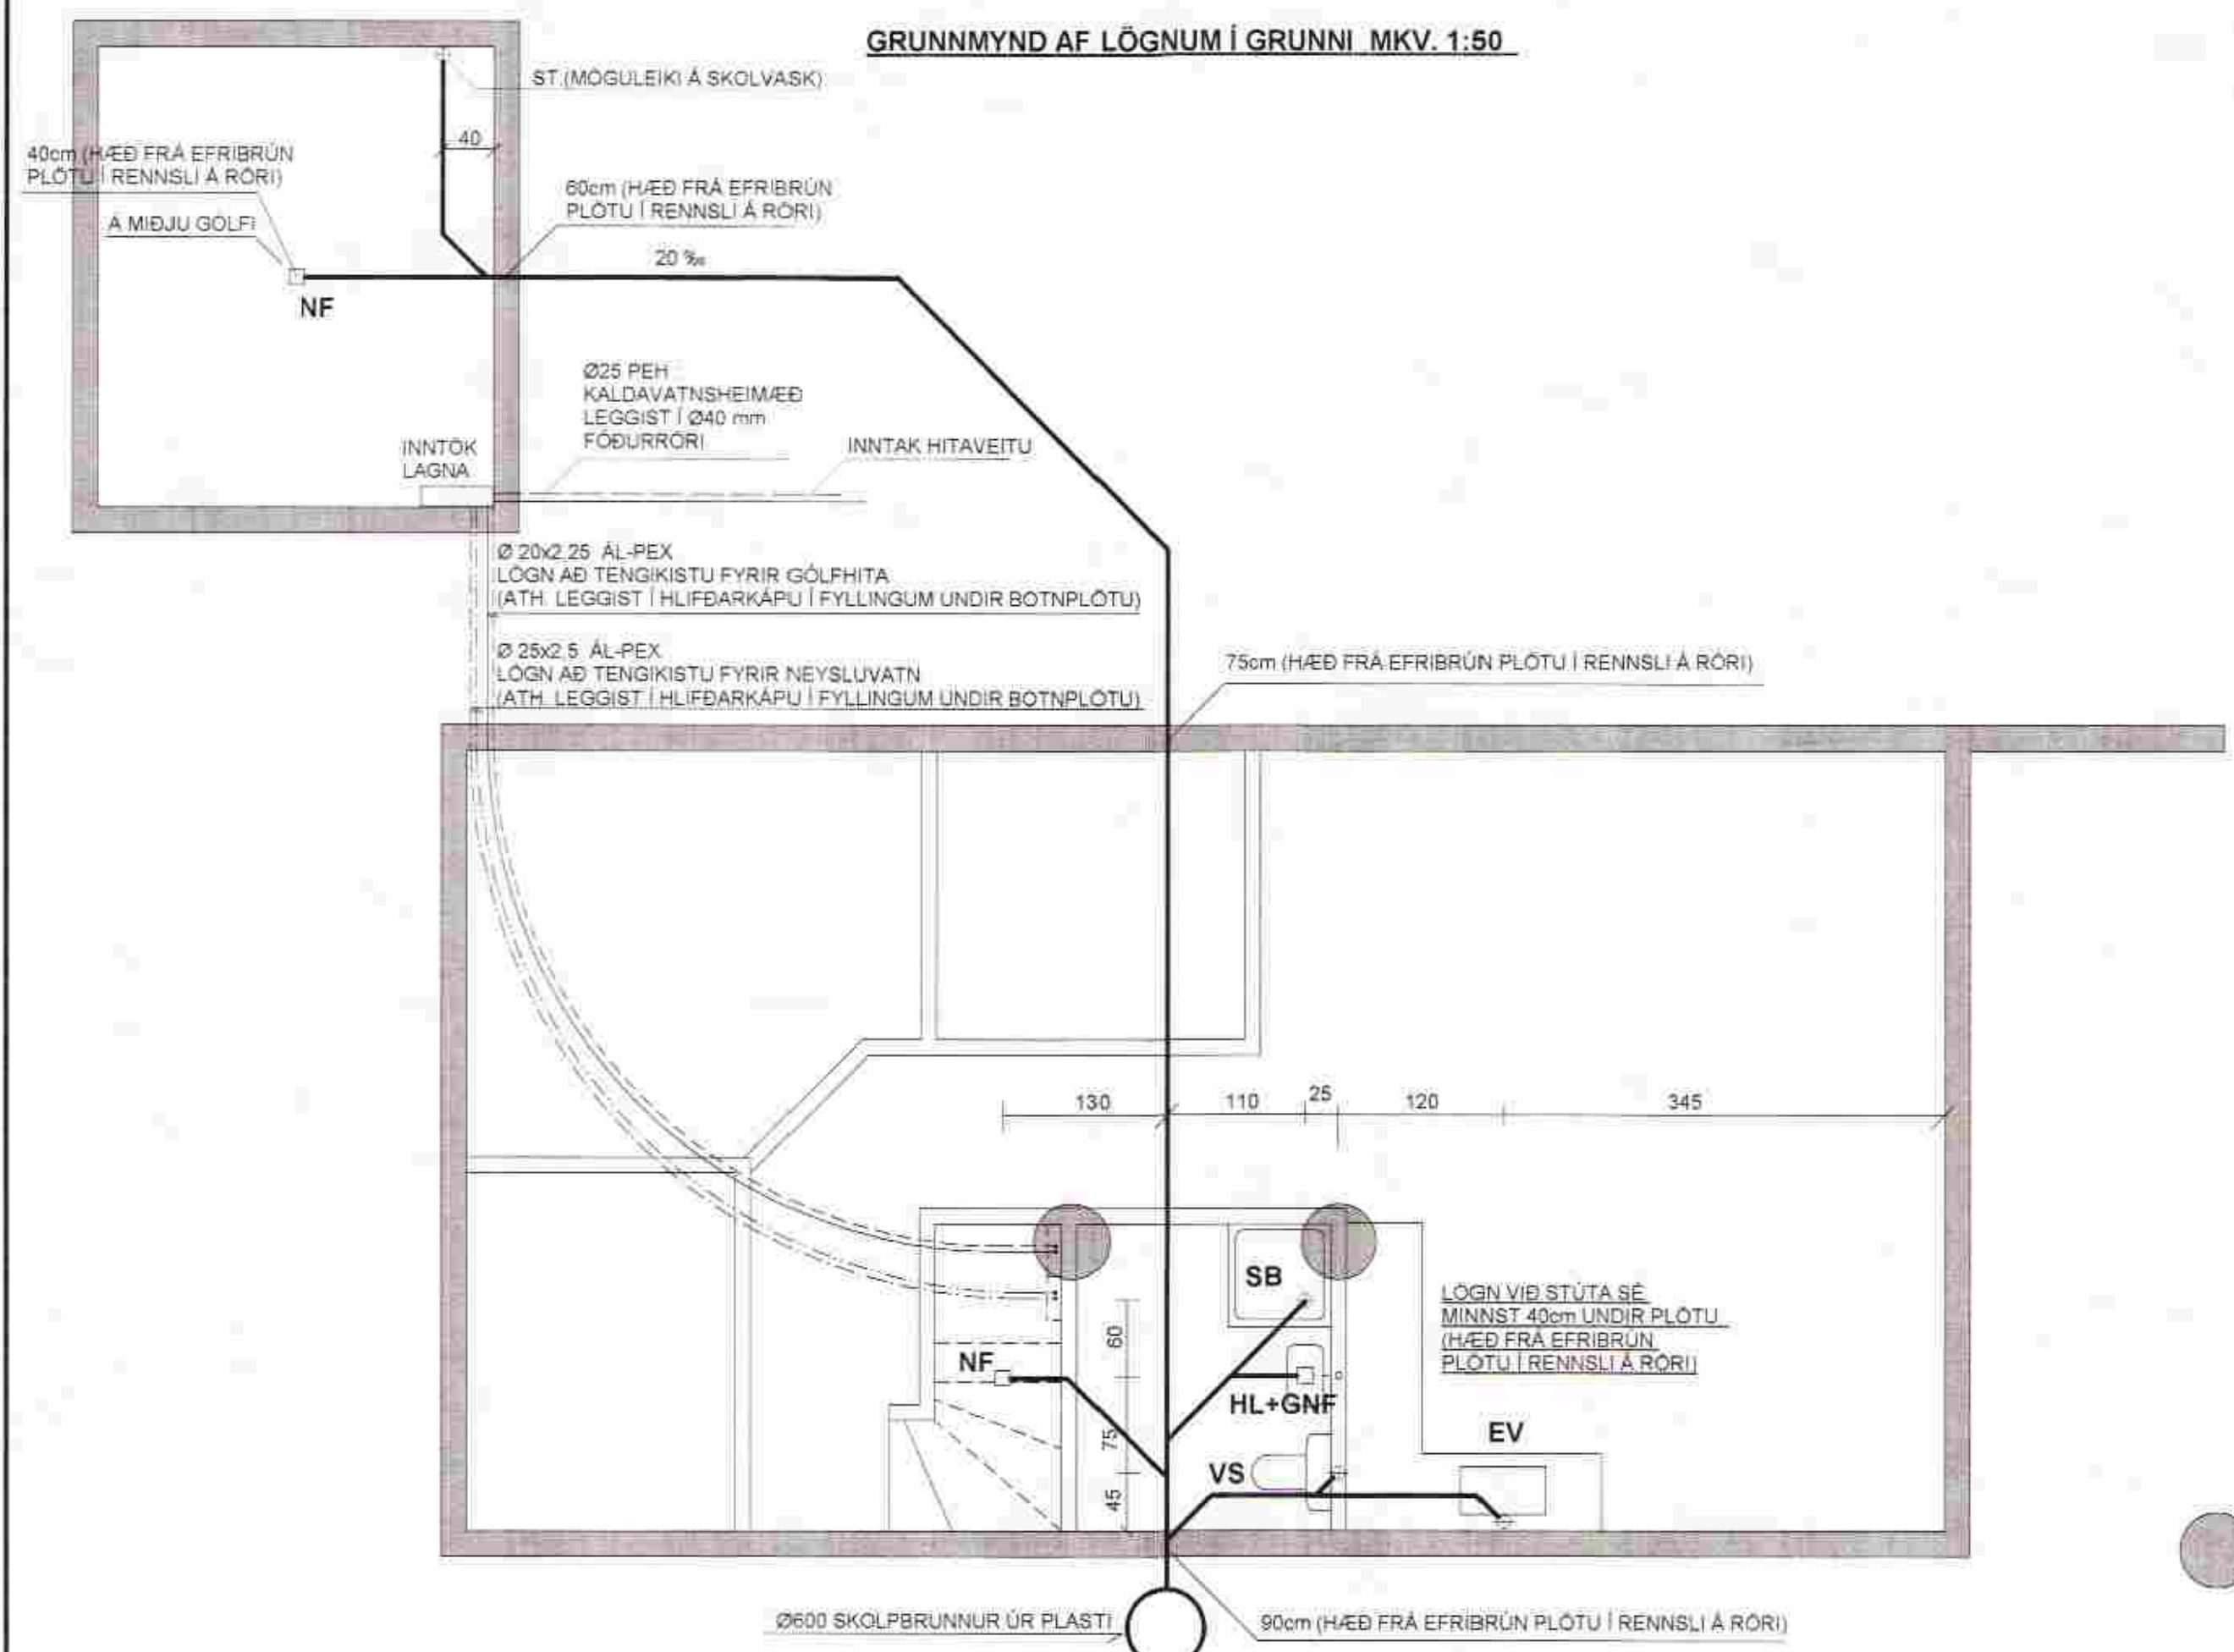 GRUNNMYND AF LÖGNUM Í GRUNNI MKV. 1:50
ST.(MÖGULEIKI Á SKOLVASK)
40
40cm (HÆÐ FRÁ EFRIBRÚN
PLÖTU Í RENNSLI Á RÖRI)
Á MIÐJU GÓLFI
60cm (HÆÐ FRÁ EFRIBRÚN
PLÖTU Í RENNSLI Á RÖRI)
20 ‰
NF
Ø25 PEH
KALDAVATNSHEIMÆÐ
LEGGIST Í Ø40 mm
FÓÐURRÖRI
INNTÖK
LAGNA
INNTAK HITAVEITU
Ø 20x2,25 ÁL-PEX
LÖGN AÐ TENGIKISTU FYRIR GÓLFHITA
(ATH. LEGGIST Í HLIFÐARKÁPU Í FYLLINGUM UNDIR BOTNPLÖTU)
Ø 25x2,5 ÁL-PEX
LÖGN AÐ TENGIKISTU FYRIR NEYSLUVATN
(ATH. LEGGIST Í HLIFÐARKÁPU Í FYLLINGUM UNDIR BOTNPLÖTU)
75cm (HÆÐ FRÁ EFRIBRÚN PLÖTU Í RENNSLI Á RÖRI)
130
110
25
120
345
SB
60
NF
HL+GNF
75
VS
45
EV
LÖGN VIÐ STÚTA SÉ
MINNST 40cm UNDIR PLÖTU
(HÆÐ FRÁ EFRIBRÚN
PLÖTU Í RENNSLI Á RÖRI)
Ø600 SKOLPBRUNNUR ÚR PLASTI
90cm (HÆÐ FRÁ EFRIBRÚN PLÖTU Í RENNSLI Á RÖRI)